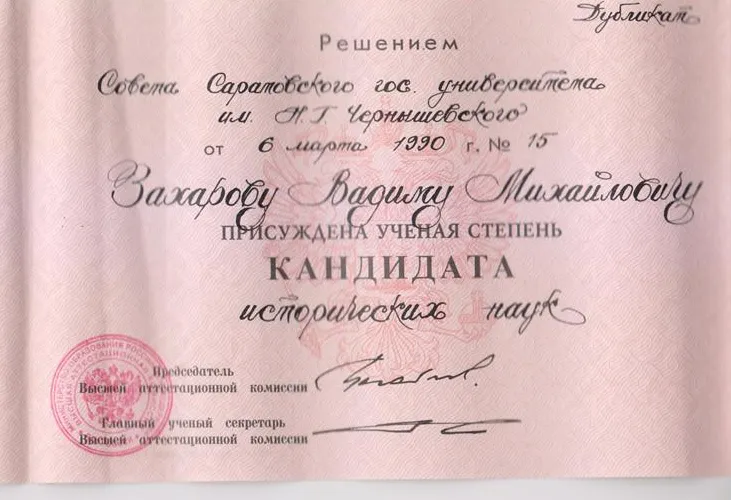 Дубликат
Решением
Совета Саратовского гос. университета
им. Н.Г. Чернышевского
от 6 марта 1990 г. № 15
Захарову Вадиму Михайловичу
ПРИСУЖДЕНА УЧЕНАЯ СТЕПЕНЬ
КАНДИДАТА
исторических наук
Председатель
Высшей аттестационной комиссии
Главный ученый секретарь
Высшей аттестационной комиссии